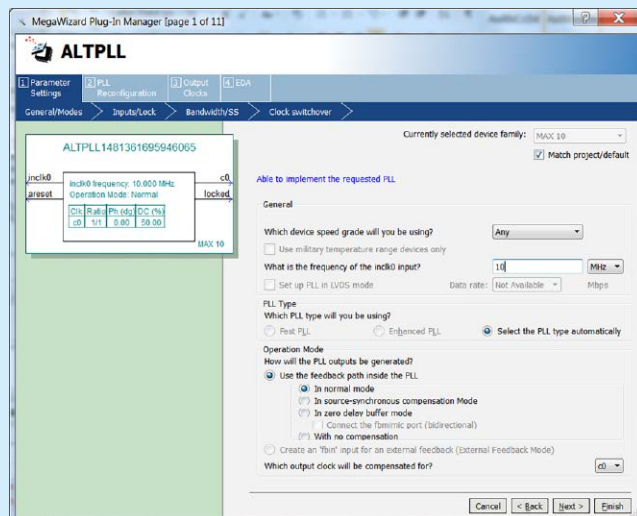 MegaWizard Plug-In Manager [page 1 of 11]
ALTPLL
1 Parameter Settings
2 PLL Reconfiguration
3 Output Clocks
4 EDA
General/Modes
Inputs/Lock
Bandwidth/SS
Clock switchover
ALTPLL1481361695946065
inclk0
areset
c0
locked
inclk0 frequency: 10.000 MHz
Operation Mode: Normal
Clk Ratio Ph (dg) DC (%)
c0 1/1 0.00 50.00
MAX 10
Currently selected device family: MAX 10
Match project/default
Able to implement the requested PLL
General
Which device speed grade will you be using? Any
Use military temperature range devices only
What is the frequency of the inclk0 input? 10 MHz
Set up PLL in LVDS mode Data rate: Not Available Mbps
PLL Type
Which PLL type will you be using?
Fast PLL Enhanced PLL Select the PLL type automatically
Operation Mode
How will the PLL outputs be generated?
Use the feedback path inside the PLL
In normal mode
In source-synchronous compensation Mode
In zero delay buffer mode
Connect the fbmimic port (bidirectional)
With no compensation
Create an 'fbin' input for an external feedback (External Feedback Mode)
Which output clock will be compensated for? c0
Cancel < Back Next > Finish